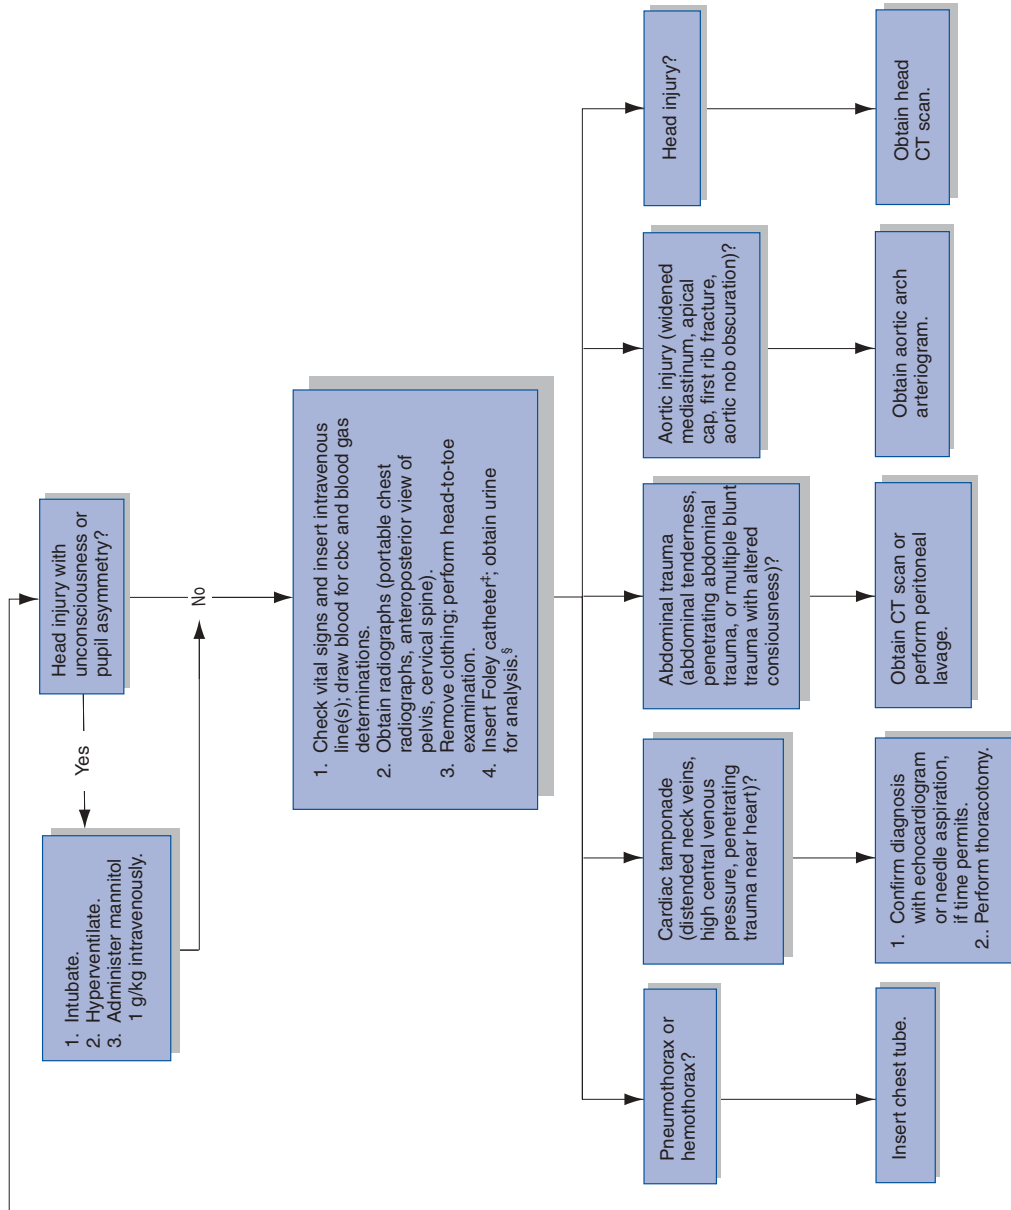 Head injury with
unconsciousness or
pupil asymmetry?
Yes
No
1. Intubate.
2. Hyperventilate.
3. Administer mannitol
1 g/kg intravenously.
1. Check vital signs and insert intravenous
line(s); draw blood for cbc and blood gas
determinations.
2. Obtain radiographs (portable chest
radiographs, anteroposterior view of
pelvis, cervical spine).
3. Remove clothing; perform head-to-toe
examination.
4. Insert Foley catheter‡; obtain urine
for analysis.§
Pneumothorax or
hemothorax?
Cardiac tamponade
(distended neck veins,
high central venous
pressure, penetrating
trauma near heart)?
Abdominal trauma
(abdominal tenderness,
penetrating abdominal
trauma, or multiple blunt
trauma with altered
consiousness)?
Aortic injury (widened
mediastinum, apical
cap, first rib fracture,
aortic nob obscuration)?
Head injury?
Insert chest tube.
1. Confirm diagnosis
with echocardiogram
or needle aspiration,
if time permits.
2.. Perform thoracotomy.
Obtain CT scan or
perform peritoneal
lavage.
Obtain aortic arch
arteriogram.
Obtain head
CT scan.